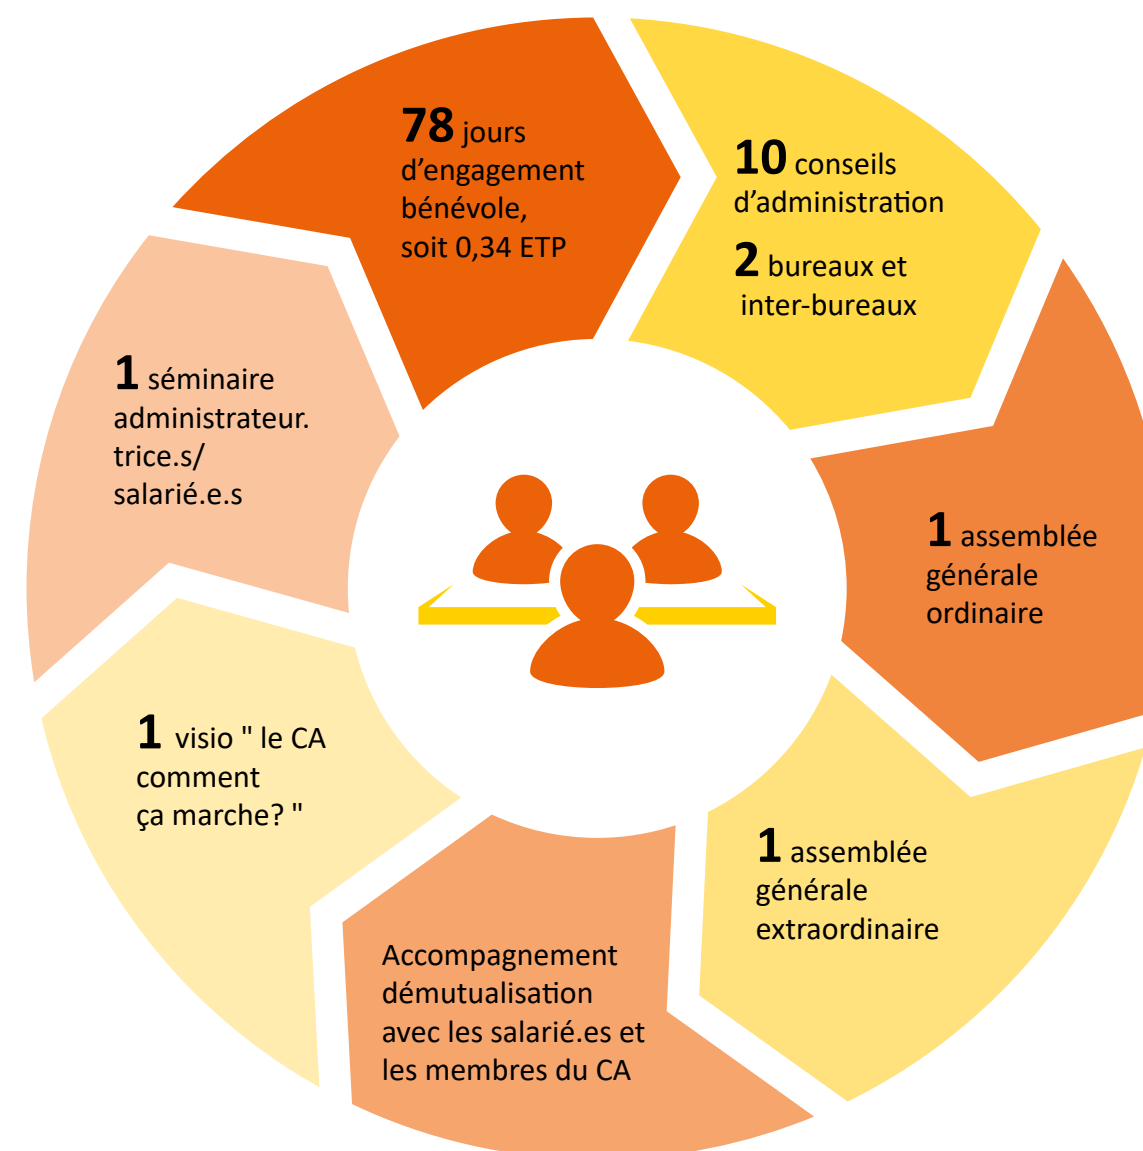 78 jours
d’engagement
bénévole,
soit 0,34 ETP
10 conseils
d’administration
2 bureaux et
inter-bureaux
1 assemblée
générale
ordinaire
1 assemblée
générale
extraordinaire
Accompagnement
démutualisation
avec les salarié.es et
les membres du CA
1 visio " le CA
comment
ça marche? "
1 séminaire
administrateur.
trice.s/
salarié.e.s